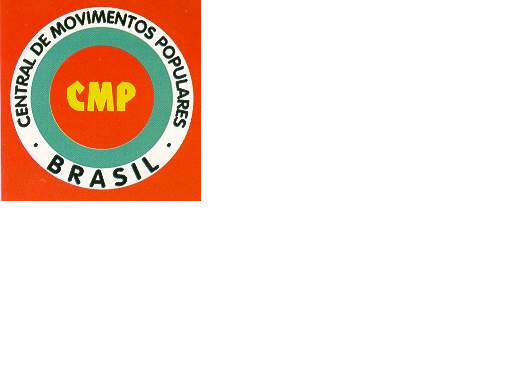 CENTRAL DE MOVIMENTOS POPULARES
CMP
• BRASIL •